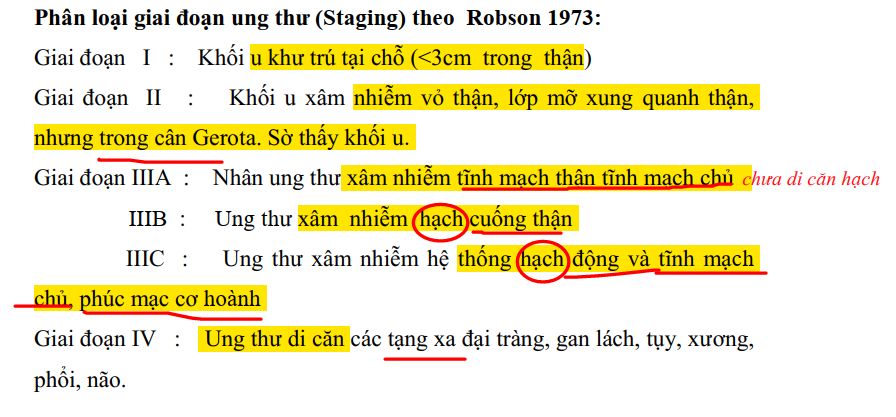 Phân loại giai đoạn ung thư (Staging) theo Robson 1973:
Giai đoạn I : Khối u khư trú tại chỗ (<3cm trong thận)
Giai đoạn II : Khối u xâm nhiễm vỏ thận, lớp mỡ xung quanh thận,
nhưng trong cân Gerota. Sờ thấy khối u.
Giai đoạn IIIA : Nhân ung thư xâm nhiễm tĩnh mạch thận tĩnh mạch chủ chưa di căn hạch
IIIB : Ung thư xâm nhiễm hạch cuống thận
IIIC : Ung thư xâm nhiễm hệ thống hạch động và tĩnh mạch
chủ, phúc mạc cơ hoành
Giai đoạn IV : Ung thư di căn các tạng xa đại tràng, gan lách, tụy, xương,
phổi, não.